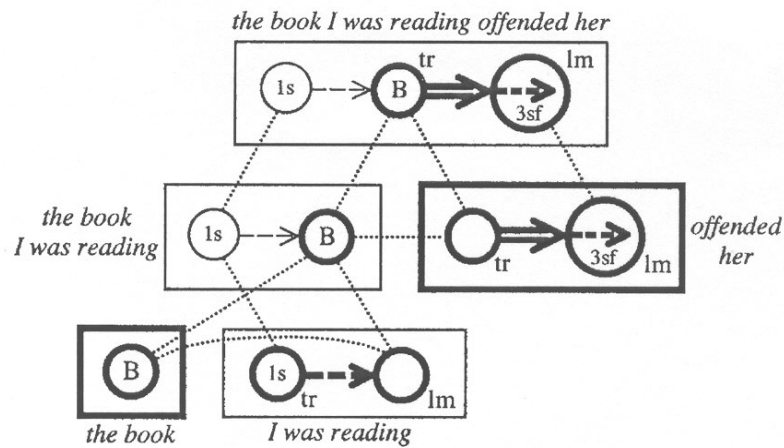 the book I was reading offended her
tr
lm
1s
B
3sf
the book
I was reading
1s
B
tr
3sf
lm
offended
her
B
1s
tr
lm
the book
I was reading